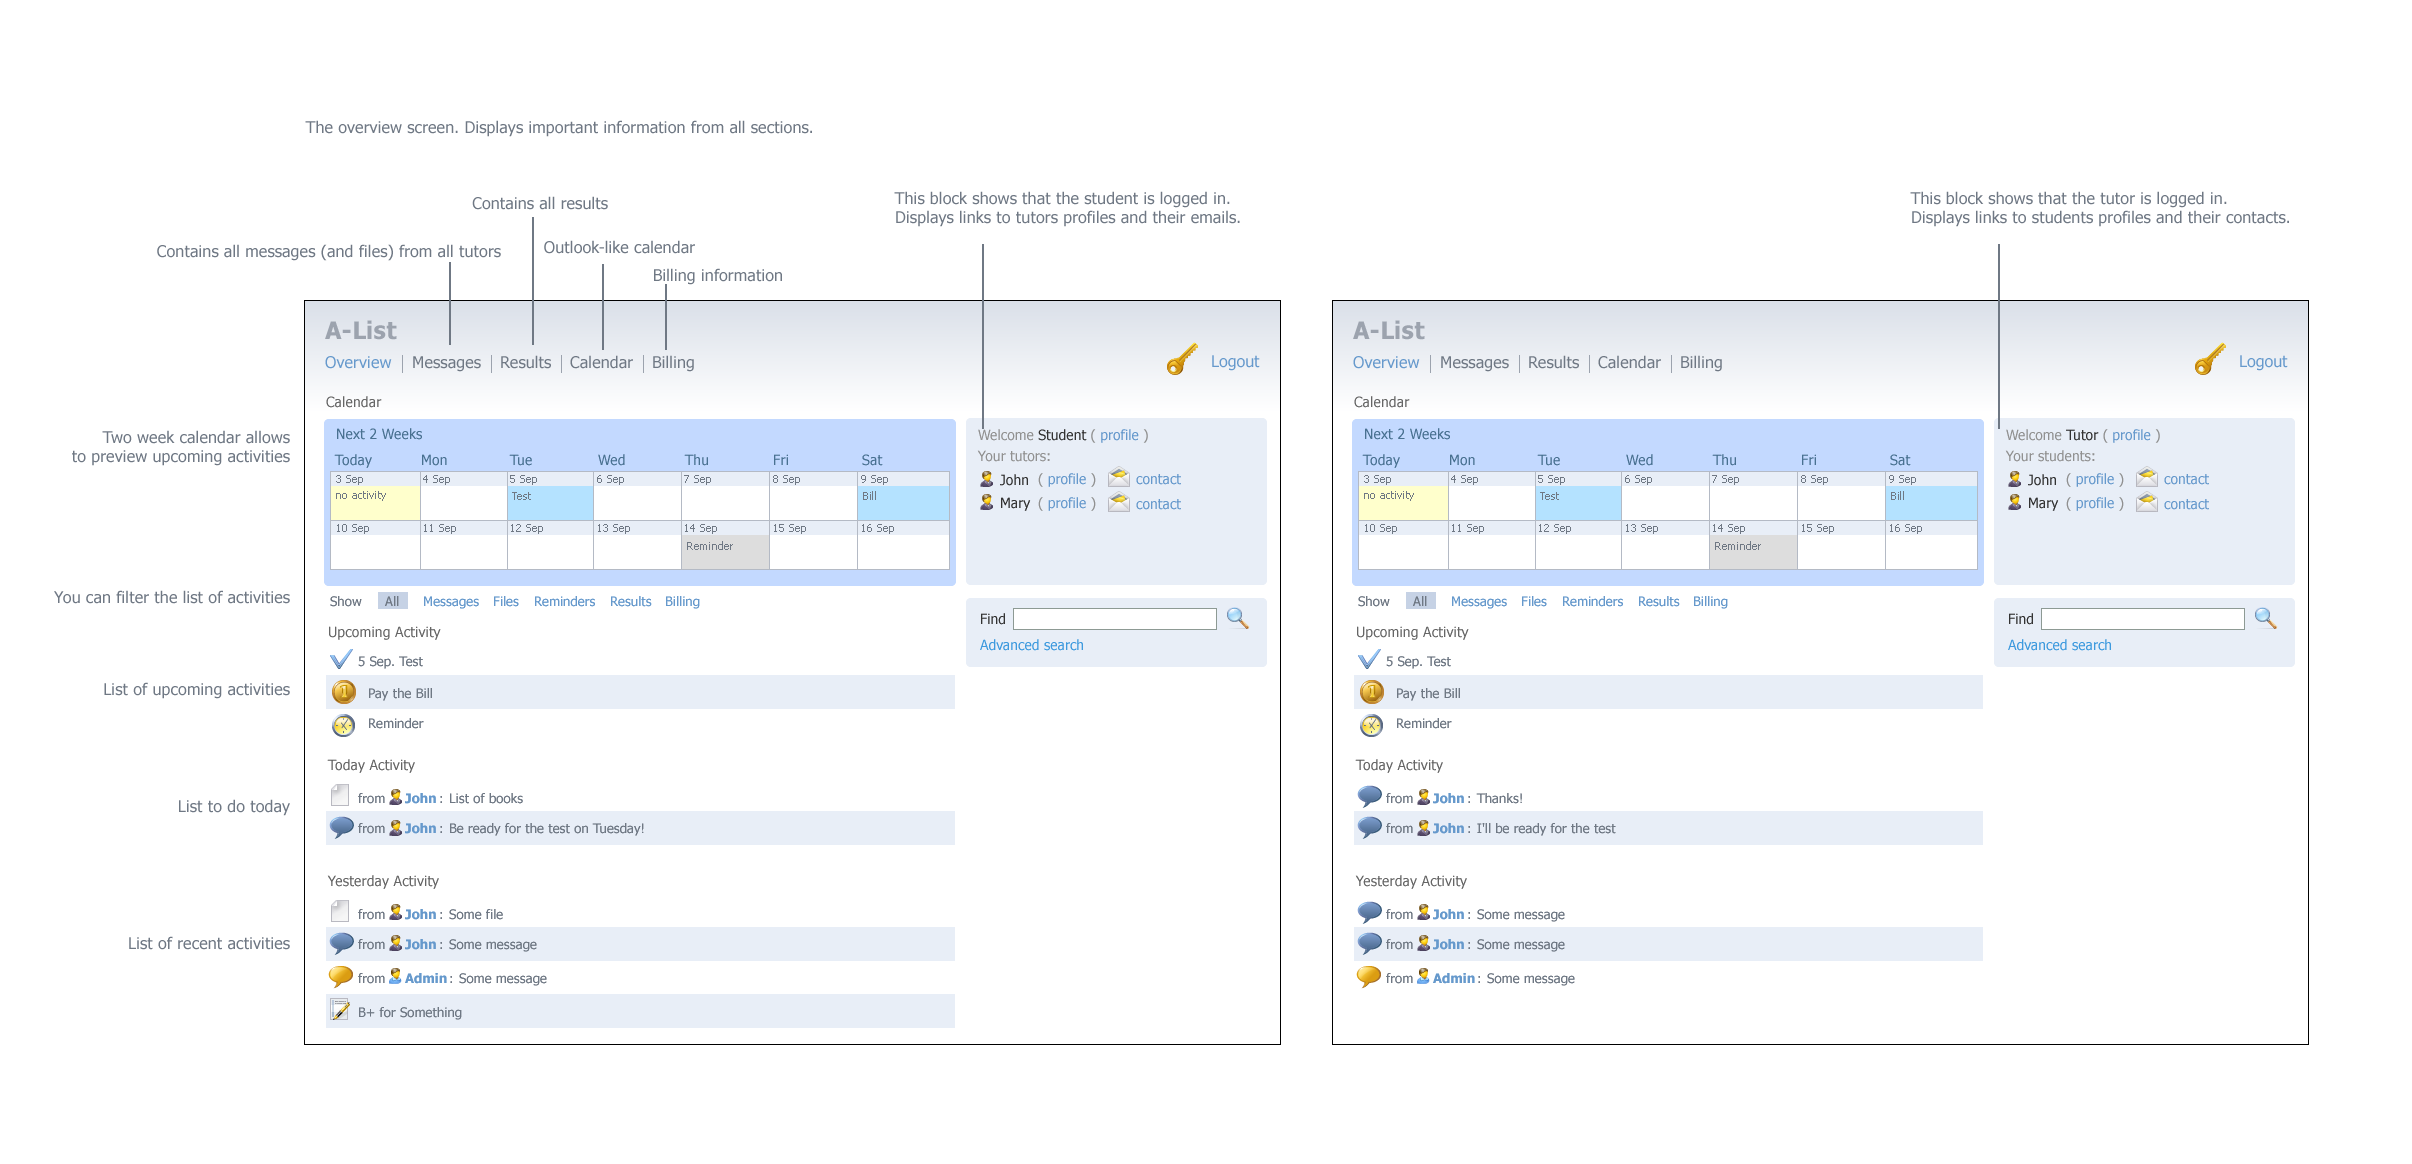 The overview screen. Displays important information from all sections.
Contains all results
Contains all messages (and files) from all tutors
Outlook-like calendar
Billing information
This block shows that the student is logged in.
Displays links to tutors profiles and their emails.
This block shows that the tutor is logged in.
Displays links to students profiles and their contacts.
Two week calendar allows
to preview upcoming activities
You can filter the list of activities
List of upcoming activities
List to do today
List of recent activities
A-List
Overview Messages Results Calendar Billing
Logout
Calendar
Next 2 Weeks
Today Mon Tue Wed Thu Fri Sat
3 Sep 4 Sep 5 Sep 6 Sep 7 Sep 8 Sep 9 Sep
no activity Test Bill
10 Sep 11 Sep 12 Sep 13 Sep 14 Sep 15 Sep 16 Sep
Reminder
Welcome Student ( profile )
Your tutors:
John ( profile ) contact
Mary ( profile ) contact
Show All Messages Files Reminders Results Billing
Find
Advanced search
Upcoming Activity
5 Sep. Test
1 Pay the Bill
Reminder
Today Activity
from John : List of books
from John : Be ready for the test on Tuesday!
Yesterday Activity
from John : Some file
from John : Some message
from Admin : Some message
B+ for Something
A-List
Overview Messages Results Calendar Billing
Logout
Calendar
Next 2 Weeks
Today Mon Tue Wed Thu Fri Sat
3 Sep 4 Sep 5 Sep 6 Sep 7 Sep 8 Sep 9 Sep
no activity Test Bill
10 Sep 11 Sep 12 Sep 13 Sep 14 Sep 15 Sep 16 Sep
Reminder
Welcome Tutor ( profile )
Your students:
John ( profile ) contact
Mary ( profile ) contact
Show All Messages Files Reminders Results Billing
Find
Advanced search
Upcoming Activity
5 Sep. Test
1 Pay the Bill
Reminder
Today Activity
from John : Thanks!
from John : I'll be ready for the test
Yesterday Activity
from John : Some message
from John : Some message
from Admin : Some message